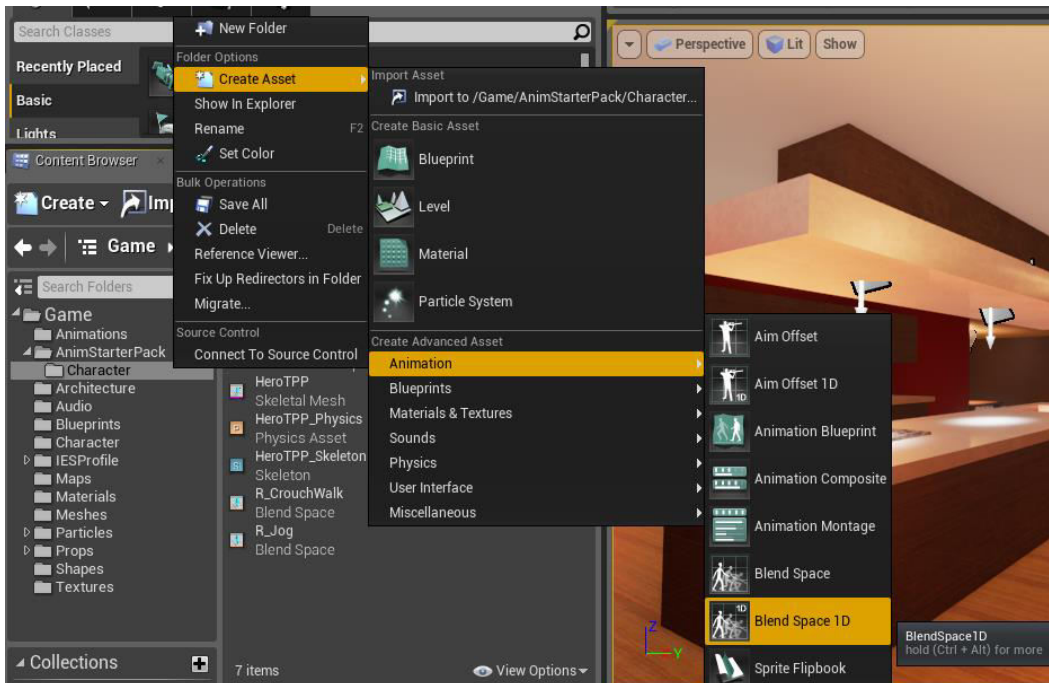 Search Classes
Recently Placed
Basic
Lights
Content Browser
Create
Game
Search Folders
Game
Animations
AnimStarterPack
Character
Architecture
Audio
Blueprints
Character
IESProfile
Maps
Materials
Meshes
Particles
Props
Shapes
Textures
Collections
New Folder
Folder Options
Create Asset
Show In Explorer
Rename F2
Set Color
Bulk Operations
Save All
Delete Delete
Reference Viewer...
Fix Up Redirectors in Folder
Migrate...
Source Control
Connect To Source Control
HeroTPP
Skeletal Mesh
HeroTPP_Physics
Physics Asset
HeroTPP_Skeleton
Skeleton
R_CrouchWalk
Blend Space
R_Jog
Blend Space
7 items View Options
Import Asset
Import to /Game/AnimStarterPack/Character...
Create Basic Asset
Blueprint
Level
Material
Particle System
Create Advanced Asset
Animation
Blueprints
Materials & Textures
Sounds
Physics
User Interface
Miscellaneous
Perspective Lit Show
Aim Offset
Aim Offset 1D
1D
Animation Blueprint
Animation Composite
Animation Montage
Blend Space
Blend Space 1D
1D
Sprite Flipbook
BlendSpace1D
hold (Ctrl + Alt) for more
Z
Y